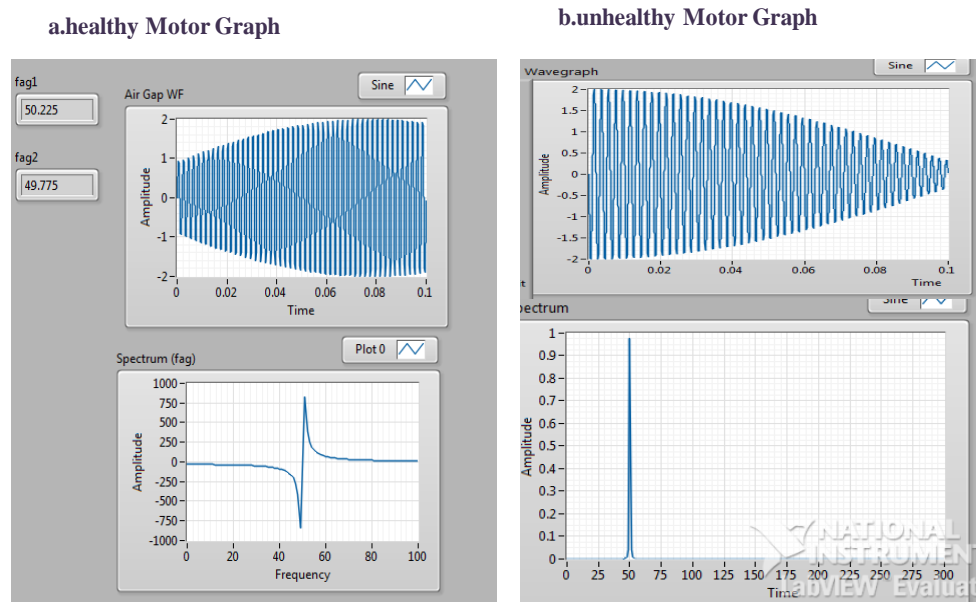 a.healthy Motor Graph
fag1
50.225
fag2
49.775
Air Gap WF
Sine
Amplitude
2
1
0
-1
-2
0 0.02 0.04 0.06 0.08 0.1
Time
Spectrum (fag)
Plot 0
Amplitude
1000
750
500
250
0
-250
-500
-750
-1000
0 20 40 60 80 100
Frequency
b.unhealthy Motor Graph
Wavegraph
Sine
Amplitude
2
1.5
1
0.5
0
-0.5
-1
-1.5
-2
0 0.02 0.04 0.06 0.08 0.1
Time
t
pectrum
Sine
Amplitude
1
0.9
0.8
0.7
0.6
0.5
0.4
0.3
0.2
0.1
0
0 25 50 75 100 125 150 175 200 225 250 275 300
Time
NATIONAL
INSTRUMENT
LabVIEW Evaluat